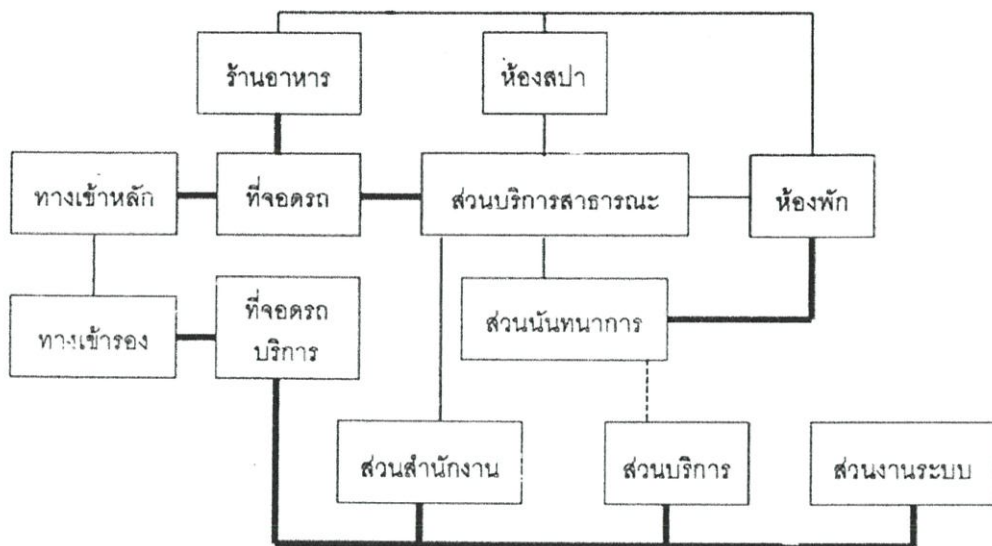 ร้านอาหาร
ห้องสปา
ทางเข้าหลัก
ที่จอดรถ
ส่วนบริการสาธารณะ
ห้องพัก
ทางเข้ารอง
ที่จอดรถ
บริการ
ส่วนนันทนาการ
ส่วนสำนักงาน
ส่วนบริการ
ส่วนงานระบบ